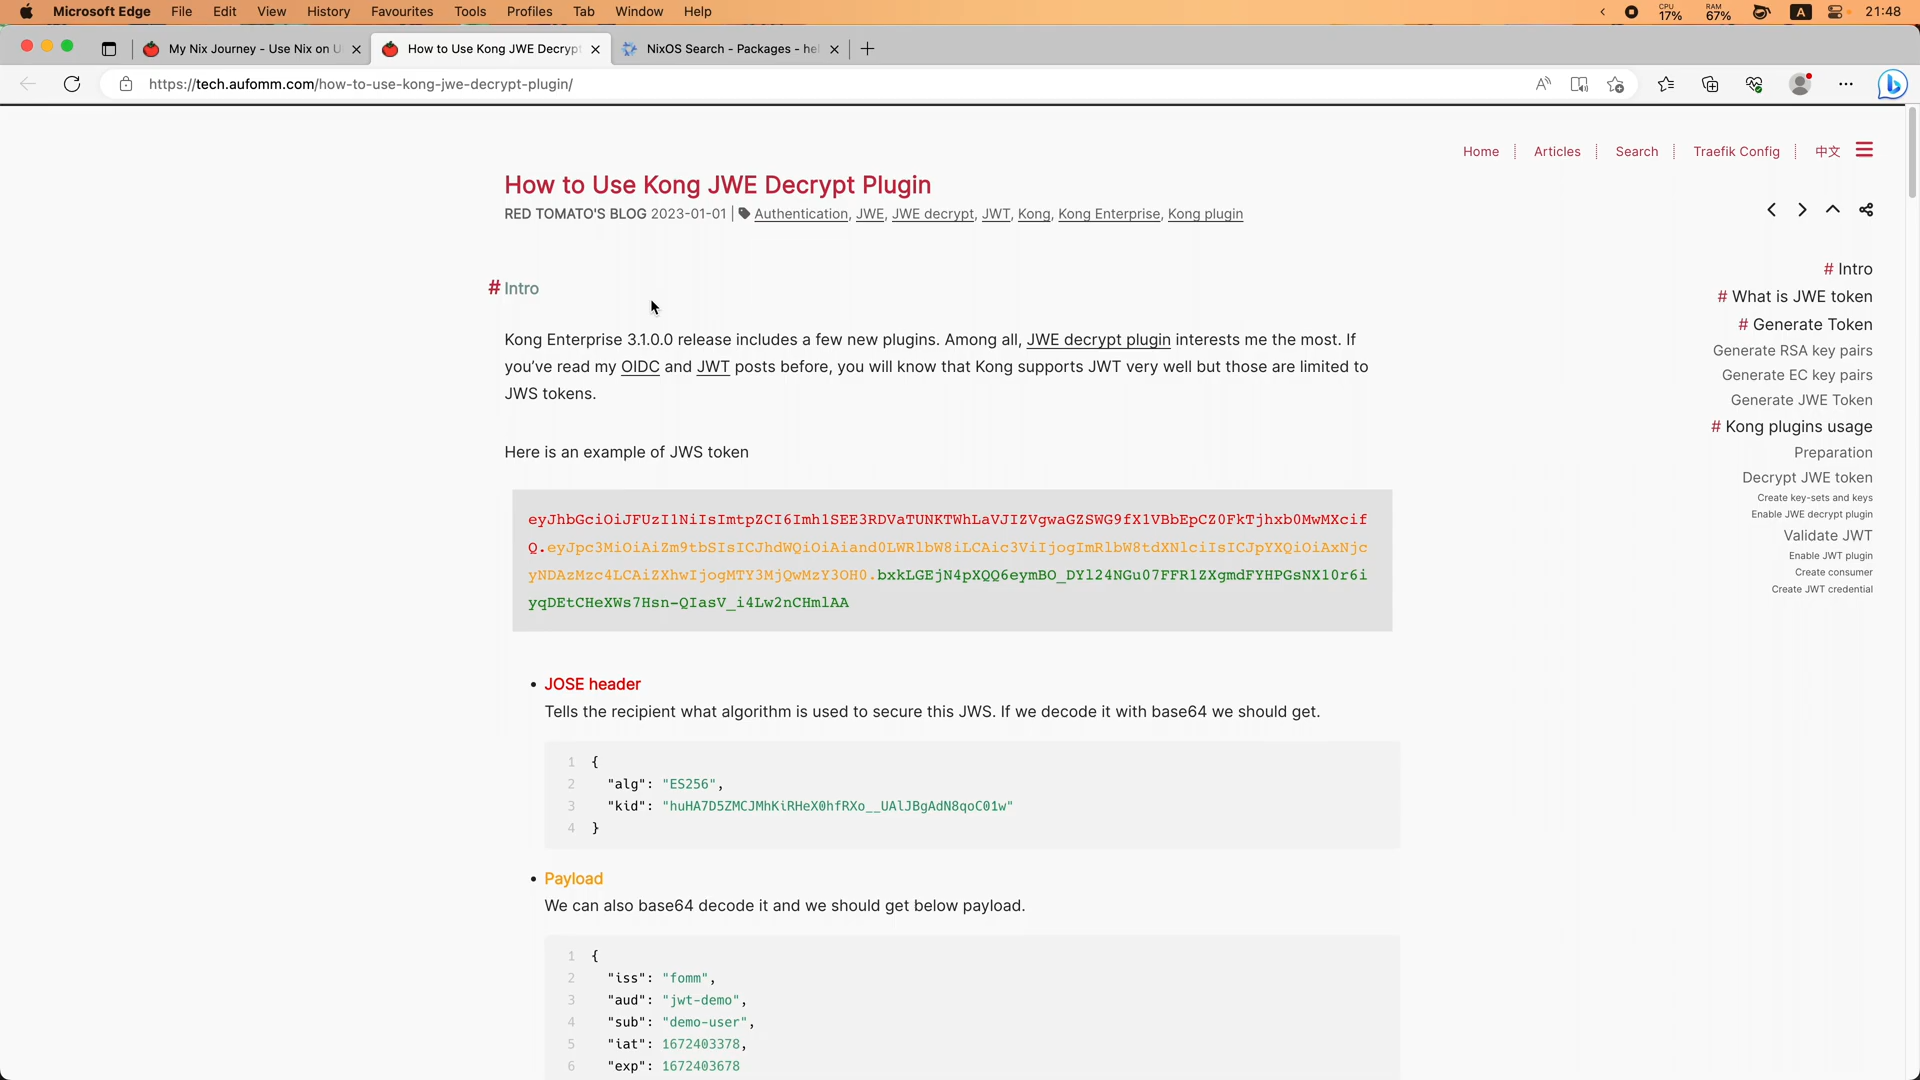 Microsoft Edge File Edit View History Favourites Tools Profiles Tab Window Help CPU 17% RAM 67% A 21:48
My Nix Journey - Use Nix on U How to Use Kong JWE Decryp NixOS Search - Packages - he
https://tech.aufomm.com/how-to-use-kong-jwe-decrypt-plugin/
Home Articles Search Traefik Config 中文
How to Use Kong JWE Decrypt Plugin
RED TOMATO'S BLOG 2023-01-01 | Authentication, JWE, JWE decrypt, JWT, Kong, Kong Enterprise, Kong plugin
# Intro
Kong Enterprise 3.1.0.0 release includes a few new plugins. Among all, JWE decrypt plugin interests me the most. If
you've read my OIDC and JWT posts before, you will know that Kong supports JWT very well but those are limited to
JWS tokens.
Here is an example of JWS token
eyJhbGciOiJFUzI1NiIsImtpZCI6Imh1SEE3RDVaTUNKTWhLaVJIZVgwaGZSWG9fX1VBbEpCZ0FkTjhxb0MwMXcif
Q.eyJpc3MiOiAiZm9tbSIsICJhdWQiOiAiand0LWRlbW8iLCAic3ViIjogImRlbW8tdXNlciIsICJpYXQiOiAxNjc
yNDAzMzc4LCAiZXhwIjogMTY3MjQwMzY3OH0.bxkLGEjN4pXQQ6eymBO_DYl24NGu07FFR1ZXgmdFYHPGsNX10r6i
yqDEtCHeXWs7Hsn-QIasV_i4Lw2nCHmlAA
• JOSE header
Tells the recipient what algorithm is used to secure this JWS. If we decode it with base64 we should get.
1 {
2 "alg": "ES256",
3 "kid": "huHA7D5ZMCJMhKiRHeX0hfRXo__UAlJBgAdN8qoC01w"
4 }
• Payload
We can also base64 decode it and we should get below payload.
1 {
2 "iss": "fomm",
3 "aud": "jwt-demo",
4 "sub": "demo-user",
5 "iat": 1672403378,
6 "exp": 1672403678
# Intro
# What is JWE token
# Generate Token
Generate RSA key pairs
Generate EC key pairs
Generate JWE Token
# Kong plugins usage
Preparation
Decrypt JWE token
Create key-sets and keys
Enable JWE decrypt plugin
Validate JWT
Enable JWT plugin
Create consumer
Create JWT credential